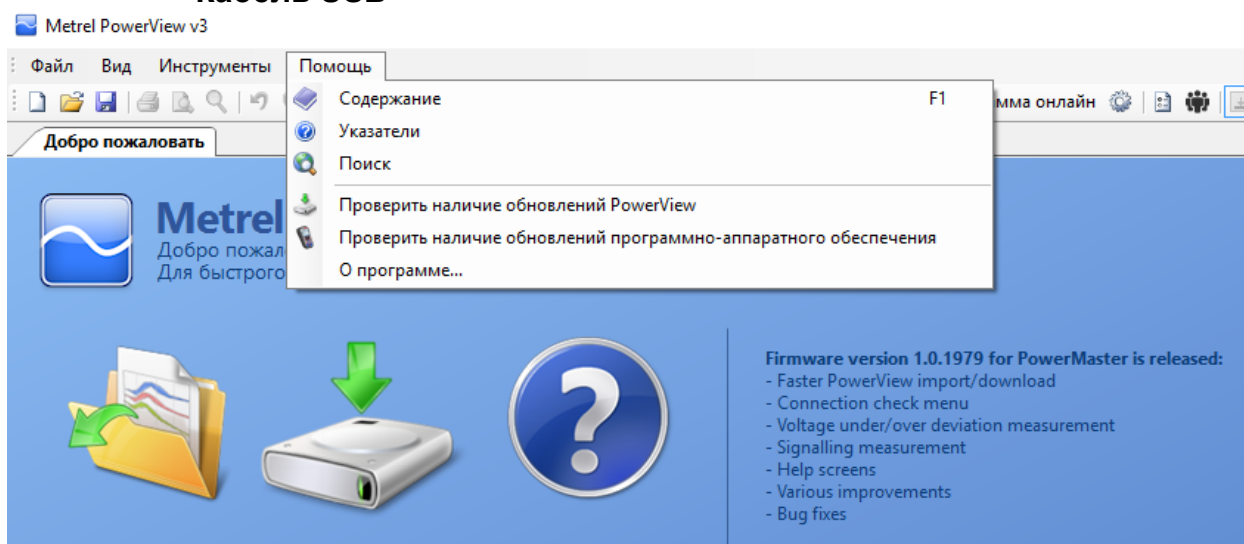 Кабель USB
Metrel PowerView v3
Файл Вид Инструменты Помощь
Содержание F1
мма онлайн
Указатели
Добро пожаловать
Поиск
Проверить наличие обновлений PowerView
Metrel
Добро пожал
Проверить наличие обновлений программно-аппаратного обеспечения
Для быстрого
О программе...
Firmware version 1.0.1979 for PowerMaster is released:
- Faster PowerView import/download
- Connection check menu
- Voltage under/over deviation measurement
- Signalling measurement
- Help screens
- Various improvements
- Bug fixes